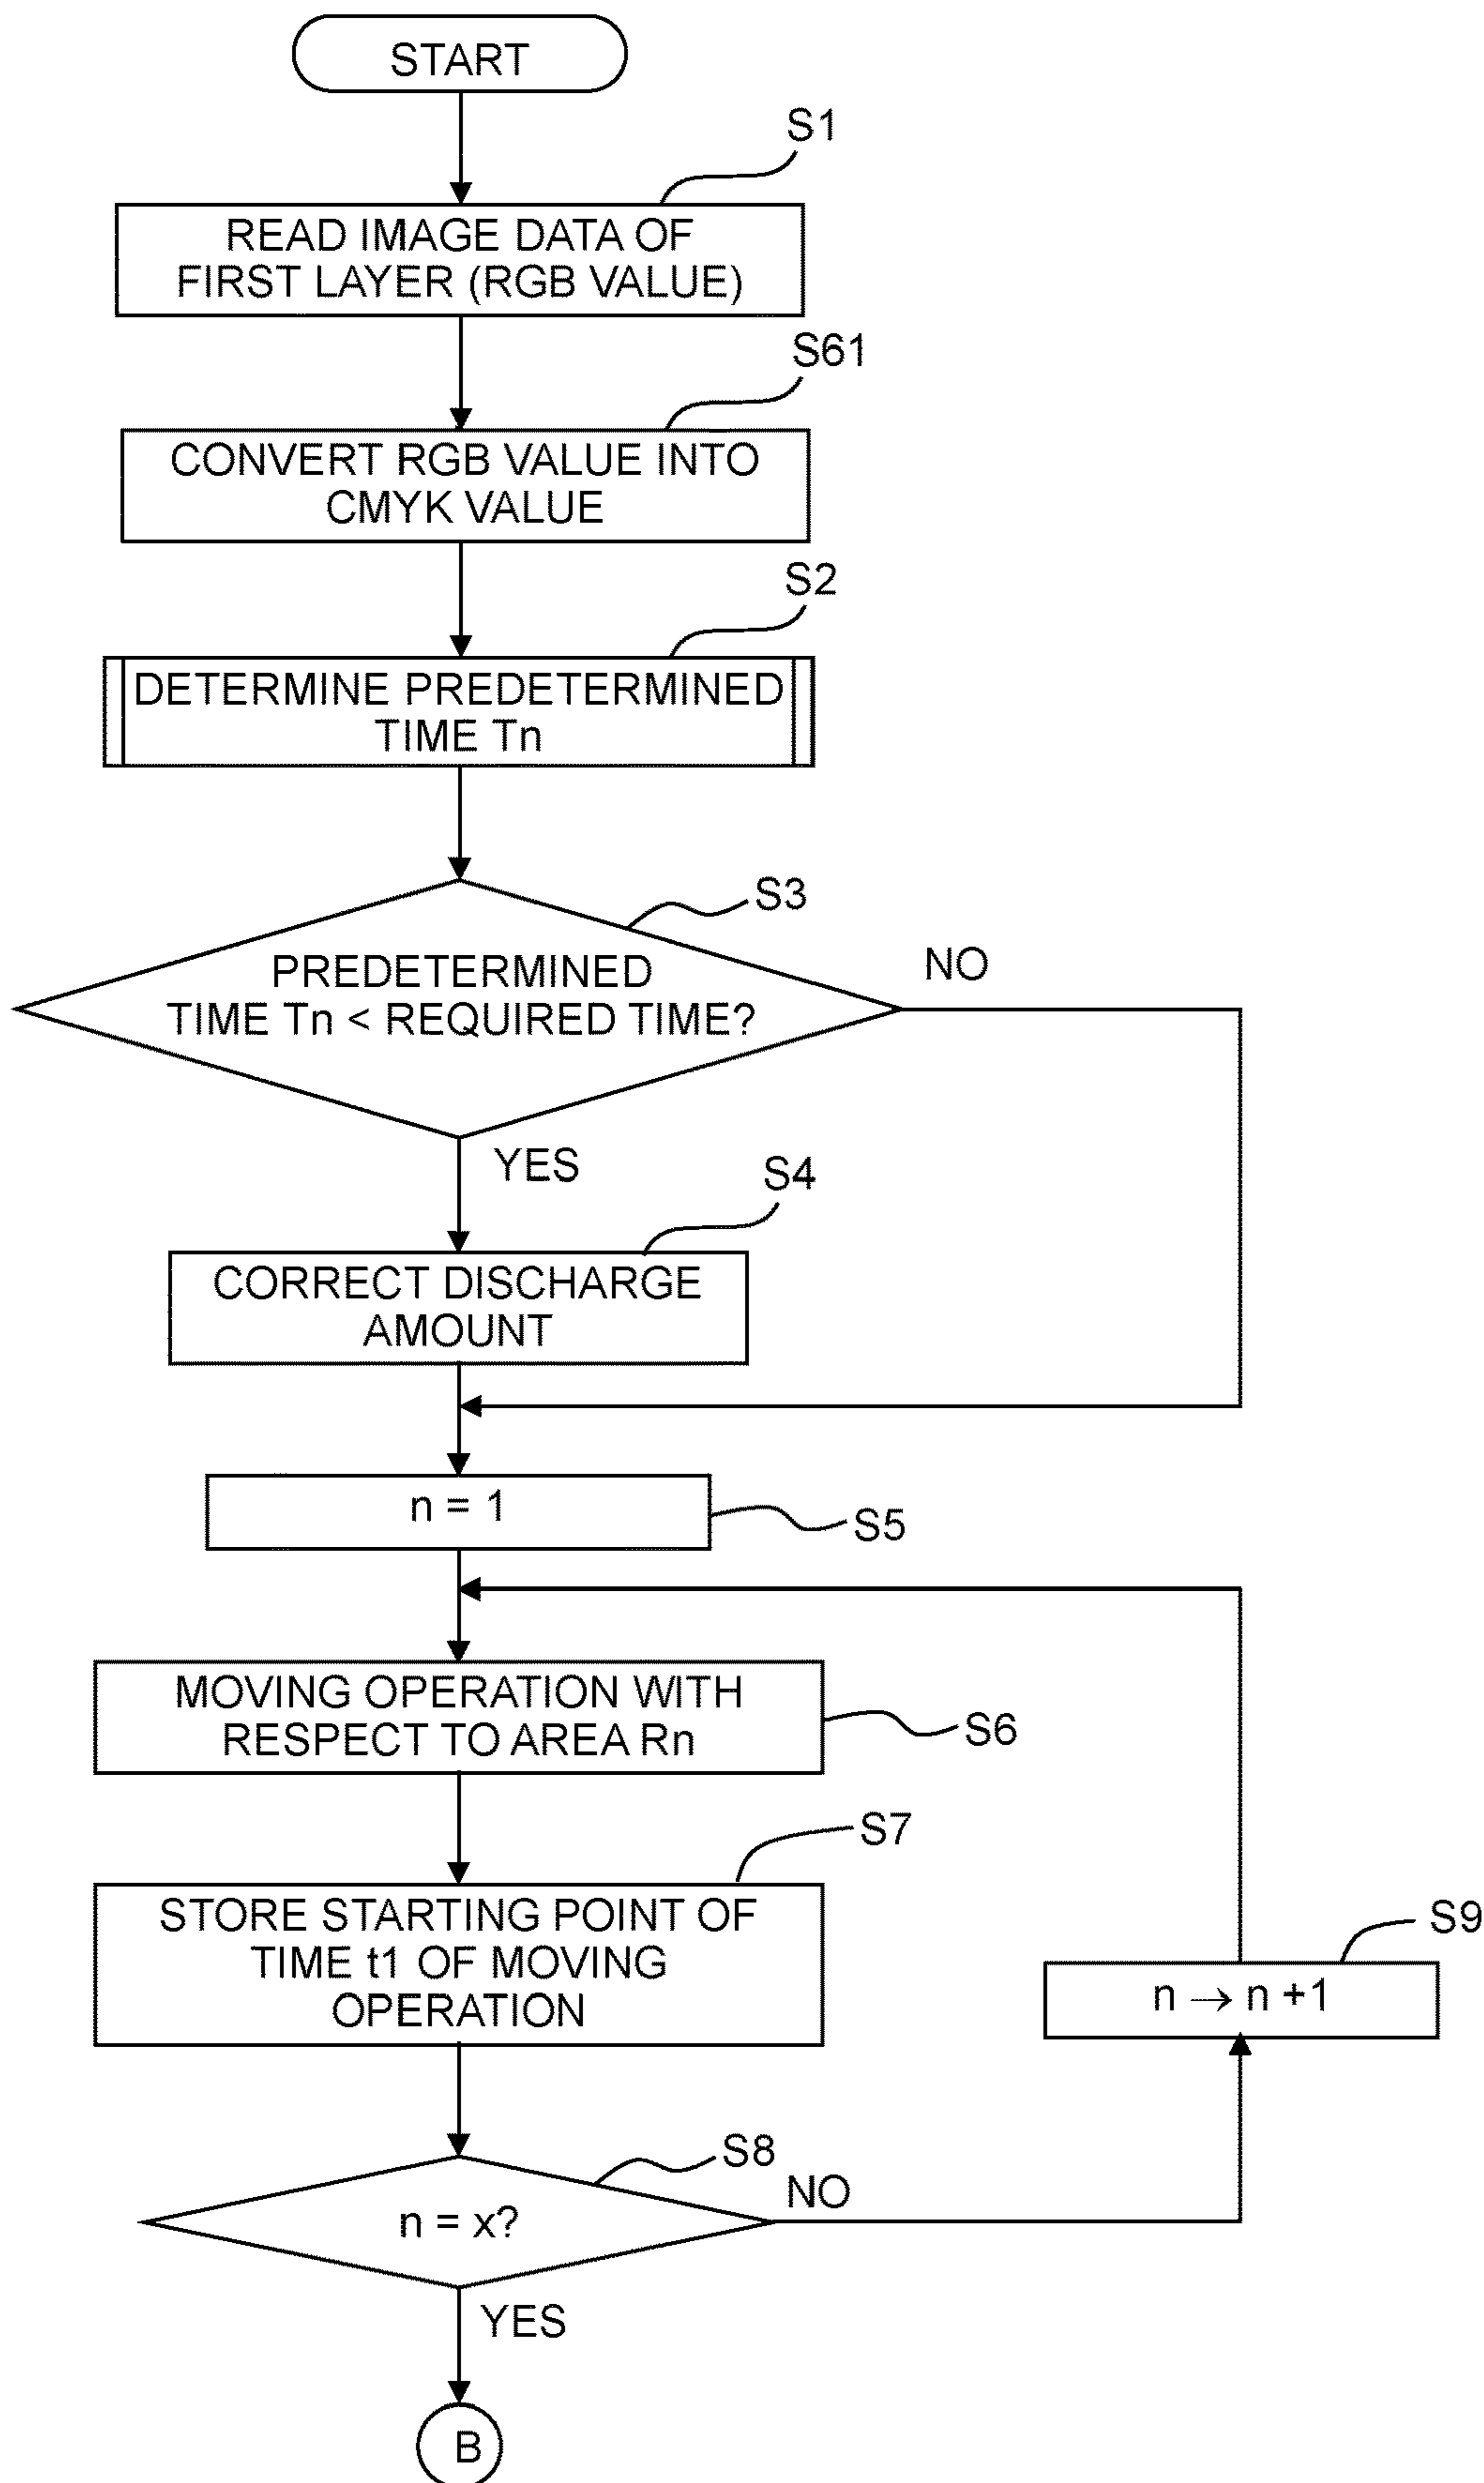 START
S1
READ IMAGE DATA OF
FIRST LAYER (RGB VALUE)
S61
CONVERT RGB VALUE INTO
CMYK VALUE
S2
DETERMINE PREDETERMINED
TIME Tn
S3
PREDETERMINED
TIME Tn < REQUIRED TIME?
NO
YES
S4
CORRECT DISCHARGE
AMOUNT
n = 1
S5
MOVING OPERATION WITH
RESPECT TO AREA Rn
S6
S7
STORE STARTING POINT OF
TIME t1 OF MOVING
OPERATION
S9
n → n +1
S8
n = x?
NO
YES
B